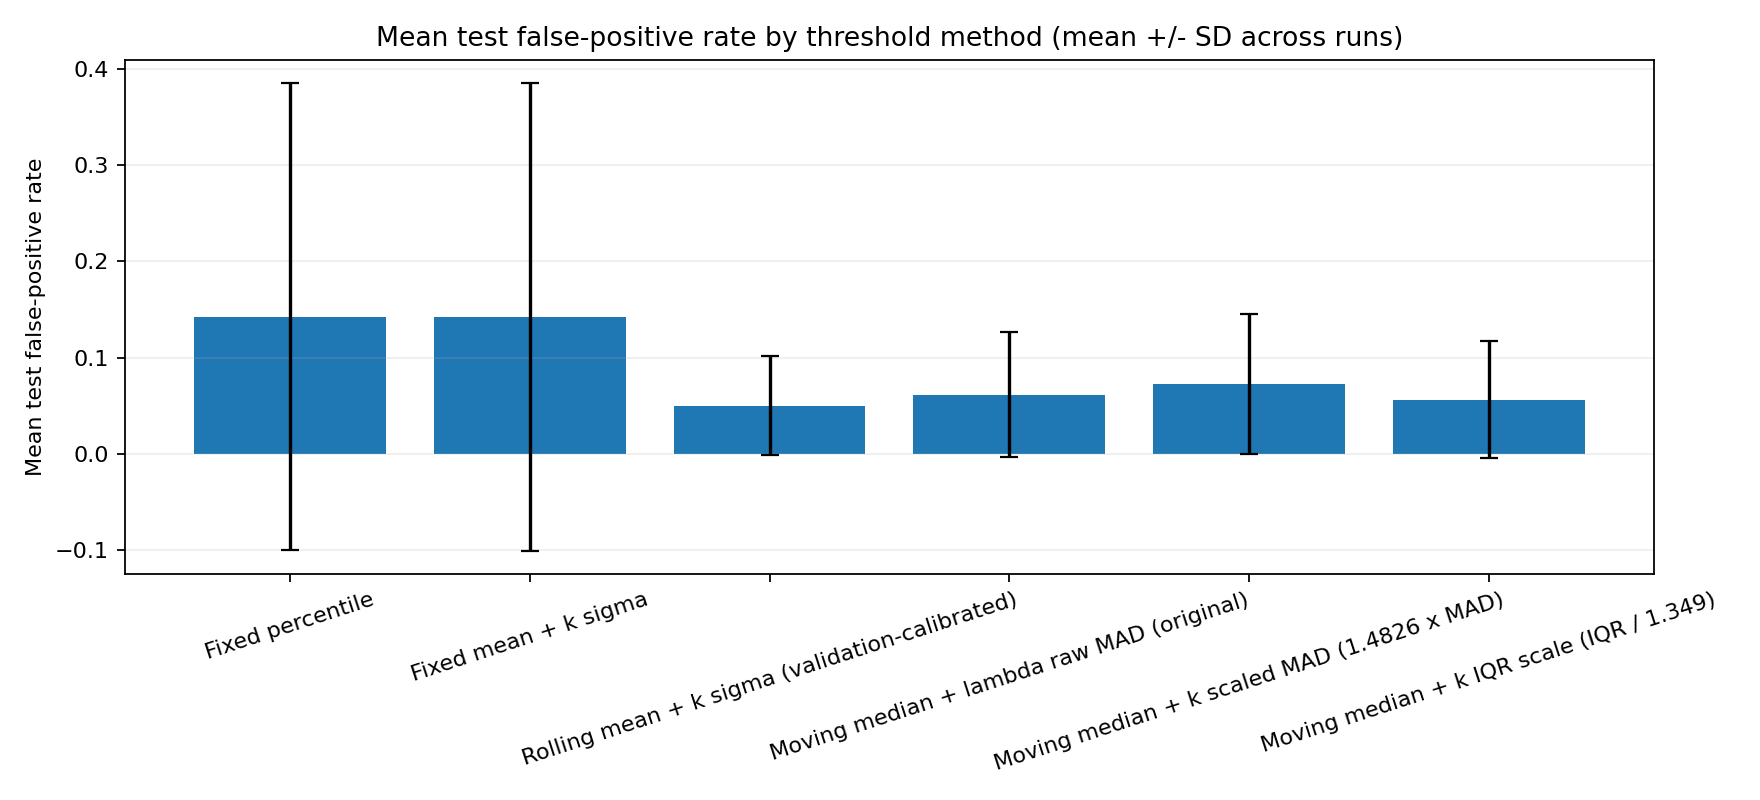 Mean test false-positive rate by threshold method (mean +/- SD across runs)
Mean test false-positive rate
0.4
0.3
0.2
0.1
0.0
−0.1
Fixed percentile
Fixed mean + k sigma
Rolling mean + k sigma (validation-calibrated)
Moving median + lambda raw MAD (original)
Moving median + k scaled MAD (1.4826 x MAD)
Moving median + k IQR scale (IQR / 1.349)